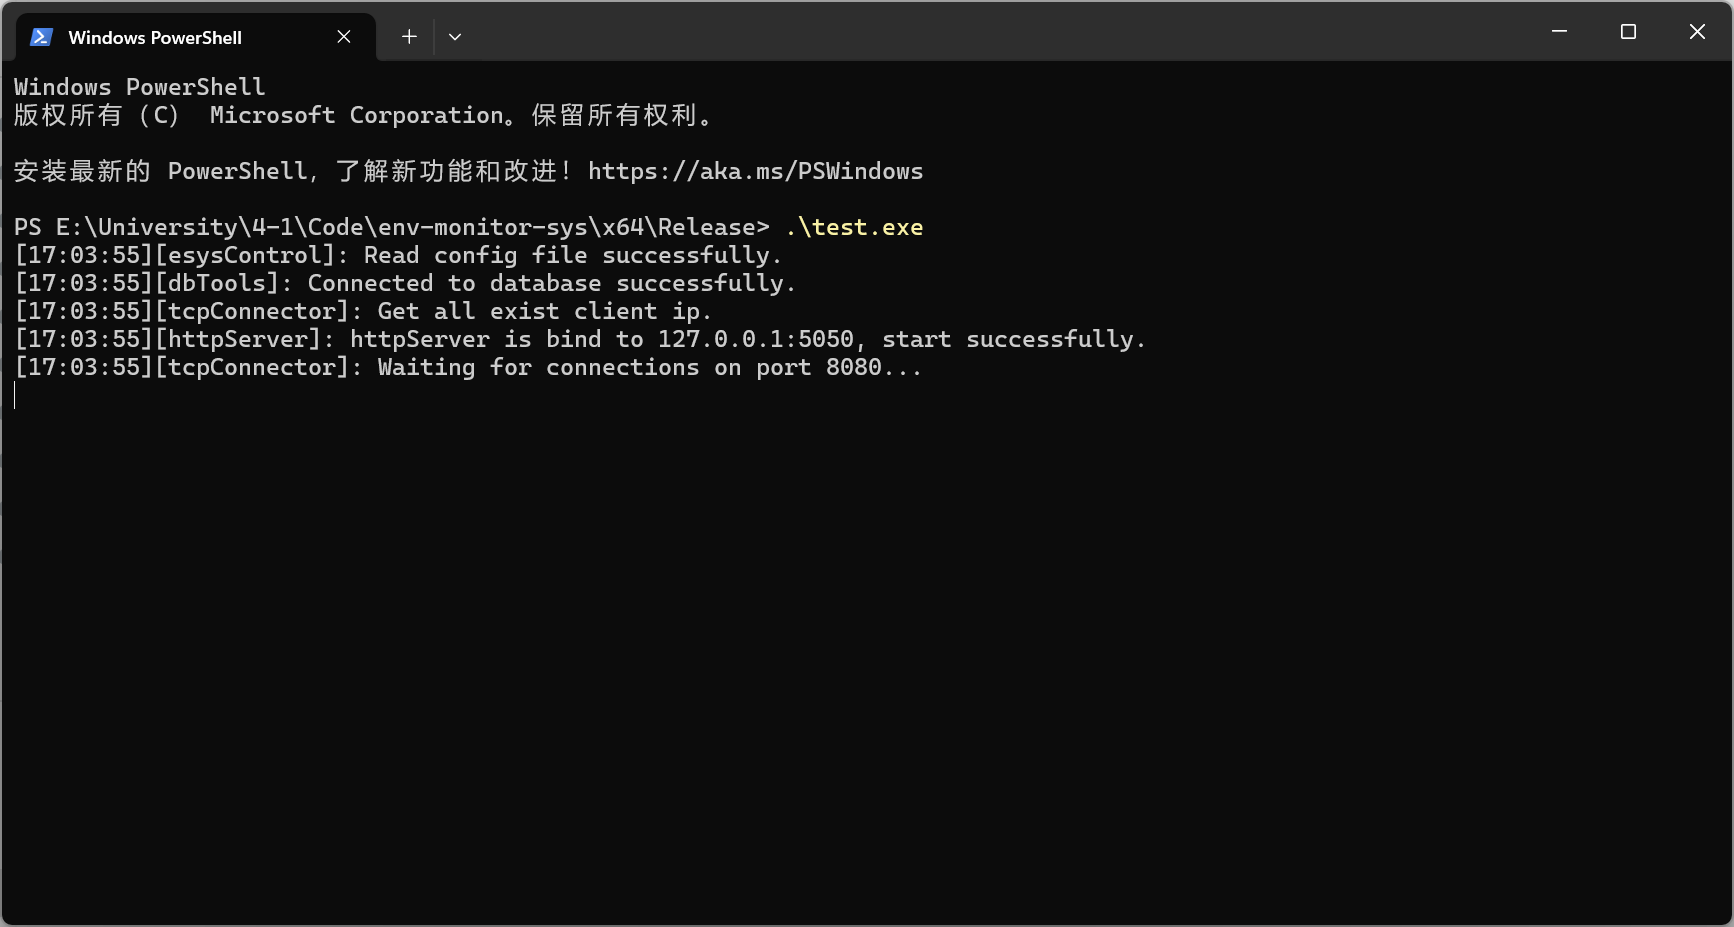 Windows PowerShell
Windows PowerShell
版权所有（C） Microsoft Corporation。保留所有权利。
安装最新的 PowerShell，了解新功能和改进！https://aka.ms/PSWindows
PS E:\University\4-1\Code\env-monitor-sys\x64\Release> .\test.exe
[17:03:55][esysControl]: Read config file successfully.
[17:03:55][dbTools]: Connected to database successfully.
[17:03:55][tcpConnector]: Get all exist client ip.
[17:03:55][httpServer]: httpServer is bind to 127.0.0.1:5050, start successfully.
[17:03:55][tcpConnector]: Waiting for connections on port 8080...